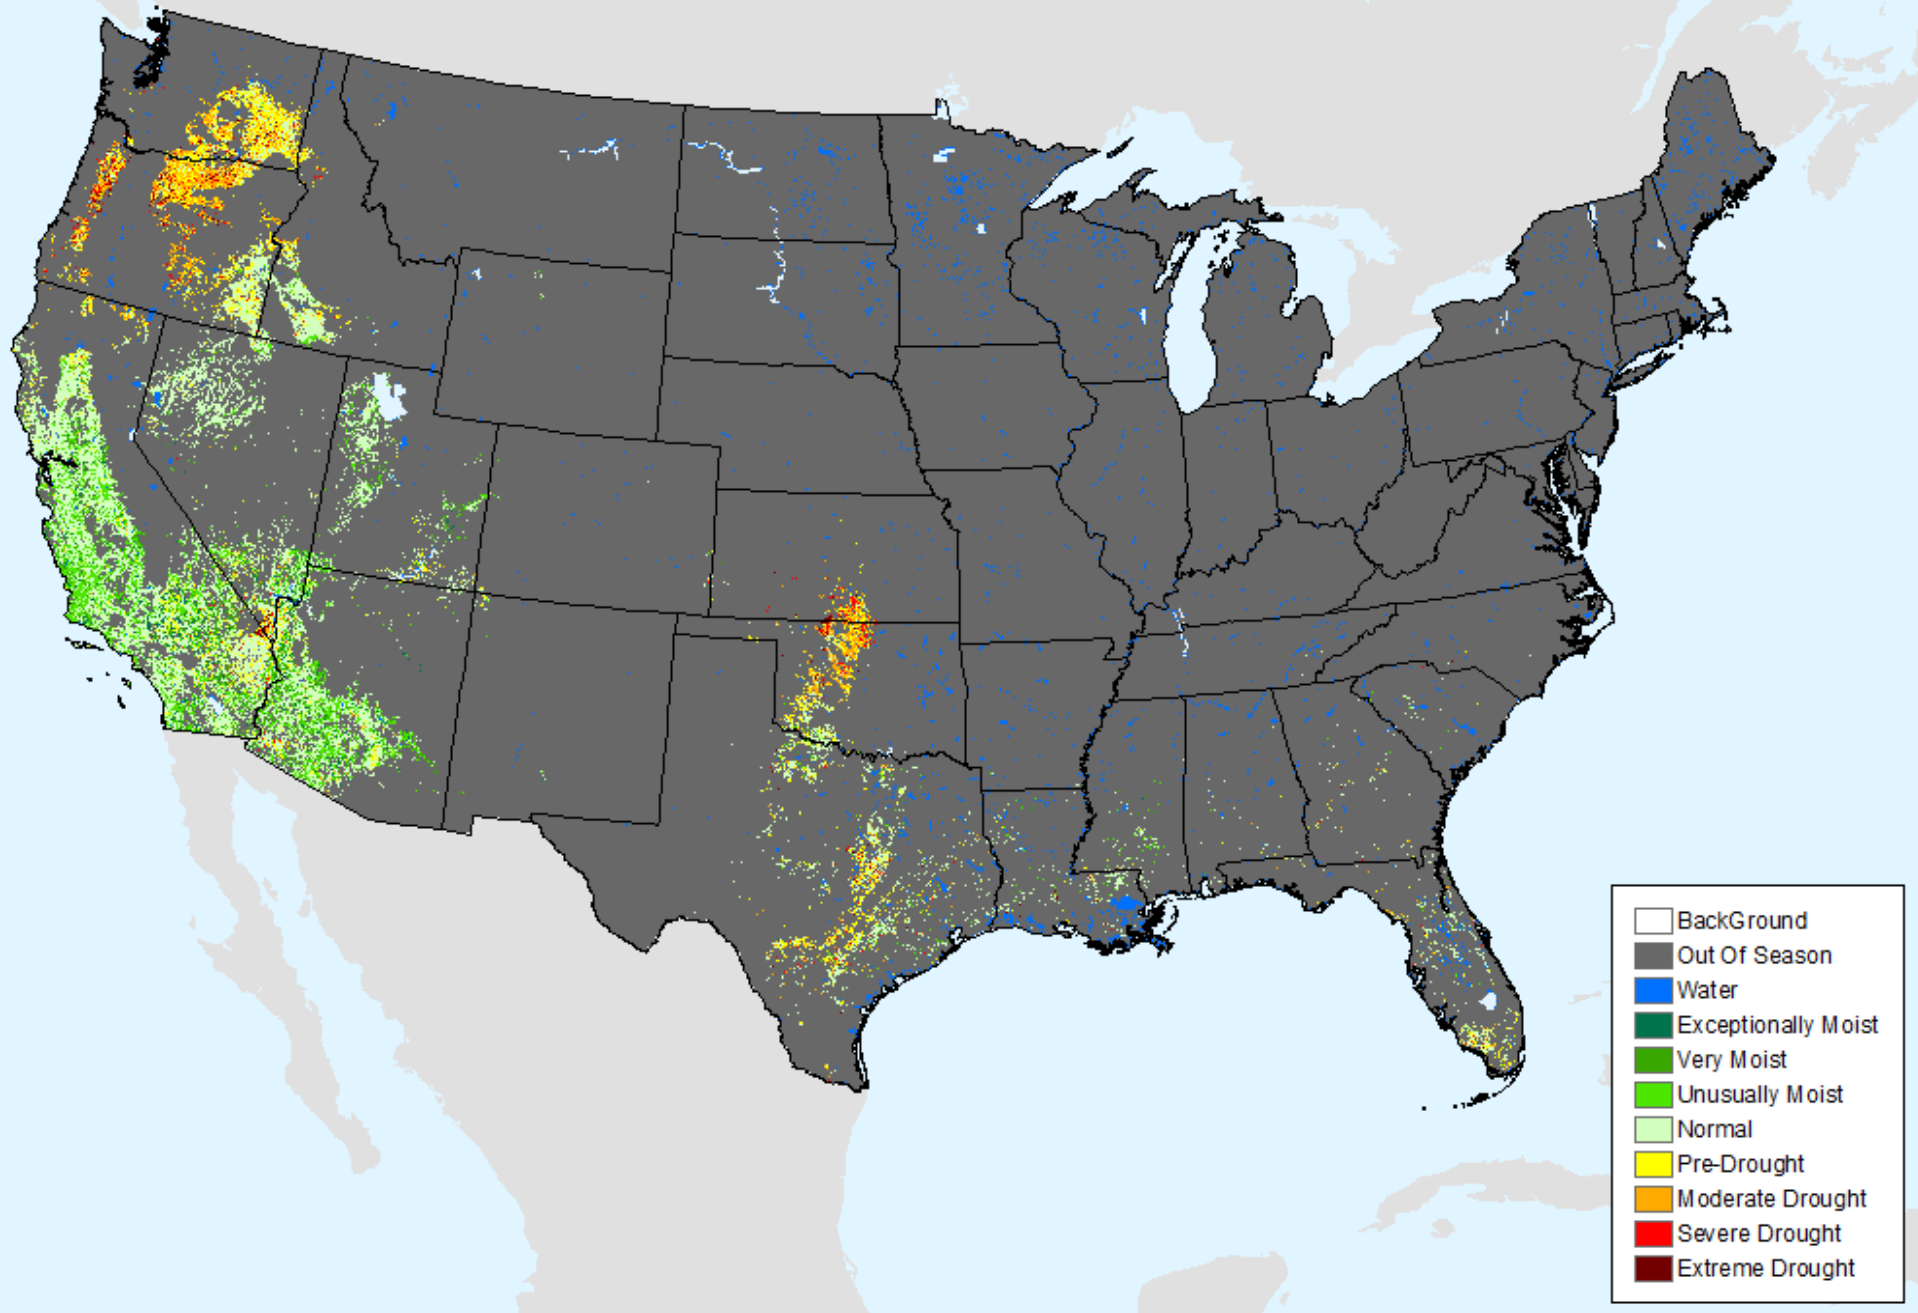 BackGround
Out Of Season
Water
Exceptionally Moist
Very Moist
Unusually Moist
Normal
Pre-Drought
Moderate Drought
Severe Drought
Extreme Drought